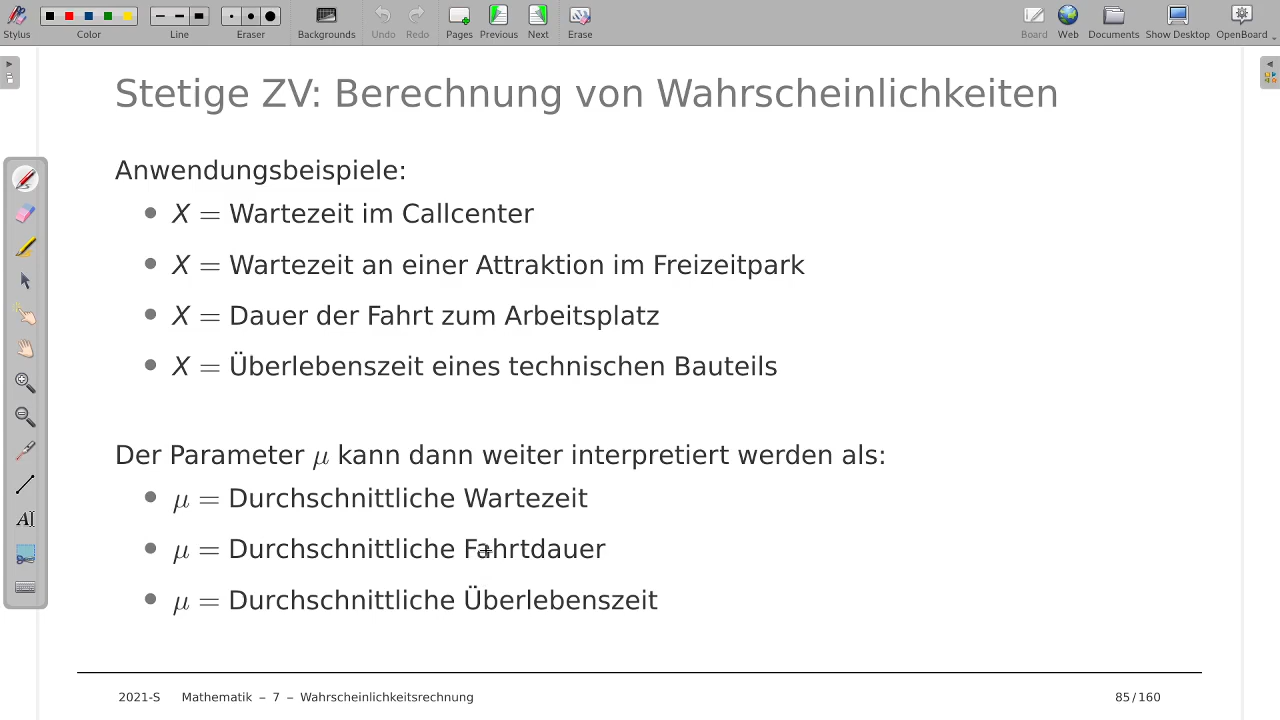 Stylus Color Line Eraser Backgrounds Undo Redo Pages Previous Next Erase Board Web Documents Show Desktop OpenBoard
Stetige ZV: Berechnung von Wahrscheinlichkeiten
Anwendungsbeispiele:
• X = Wartezeit im Callcenter
• X = Wartezeit an einer Attraktion im Freizeitpark
• X = Dauer der Fahrt zum Arbeitsplatz
• X = Überlebenszeit eines technischen Bauteils
Der Parameter μ kann dann weiter interpretiert werden als:
• μ = Durchschnittliche Wartezeit
• μ = Durchschnittliche Fahrtdauer
• μ = Durchschnittliche Überlebenszeit
2021-S Mathematik – 7 – Wahrscheinlichkeitsrechnung 85/160